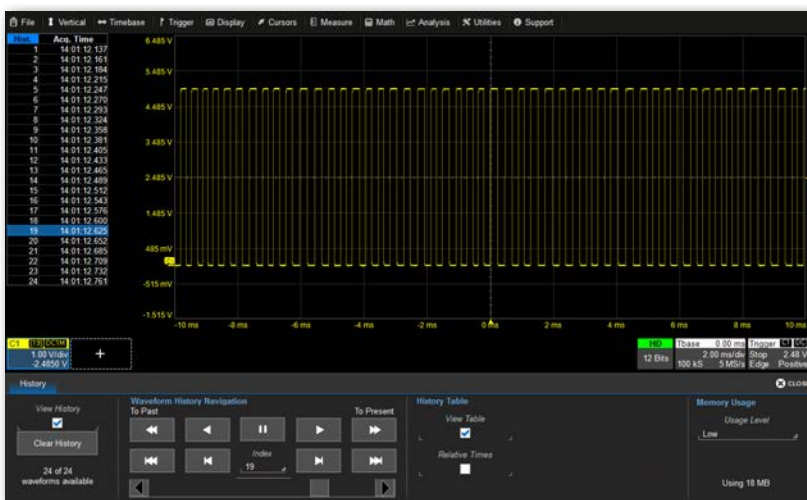 File Vertical Timebase Trigger Display Cursors Measure Math Analysis Utilities Support
Hist. Acq. Time
1 14:01:12.137
2 14:01:12.161
3 14:01:12.184
4 14:01:12.215
5 14:01:12.247
6 14:01:12.270
7 14:01:12.293
8 14:01:12.324
9 14:01:12.358
10 14:01:12.381
11 14:01:12.405
12 14:01:12.433
13 14:01:12.465
14 14:01:12.489
15 14:01:12.512
16 14:01:12.543
17 14:01:12.576
18 14:01:12.600
19 14:01:12.625
20 14:01:12.652
21 14:01:12.685
22 14:01:12.709
23 14:01:12.732
24 14:01:12.761
6.485 V
5.485 V
4.485 V
3.485 V
2.485 V
1.485 V
485 mV
C1
-515 mV
-1.515 V
-10 ms -8 ms -6 ms -4 ms -2 ms 0 ms 2 ms 4 ms 6 ms 8 ms 10 ms
C1 [19] DC1M
1.00 V/div
-2.4850 V
+
HD
12 Bits
Tbase 0.00 ms
2.00 ms/div
100 kS 5 MS/s
Trigger C1 DC
Stop 2.48 V
Edge Positive
History
CLOSE
View History
Clear History
24 of 24
waveforms available
Waveform History Navigation
To Past To Present
Index
19
History Table
View Table
Relative Times
Memory Usage
Usage Level
Low
Using 18 MB